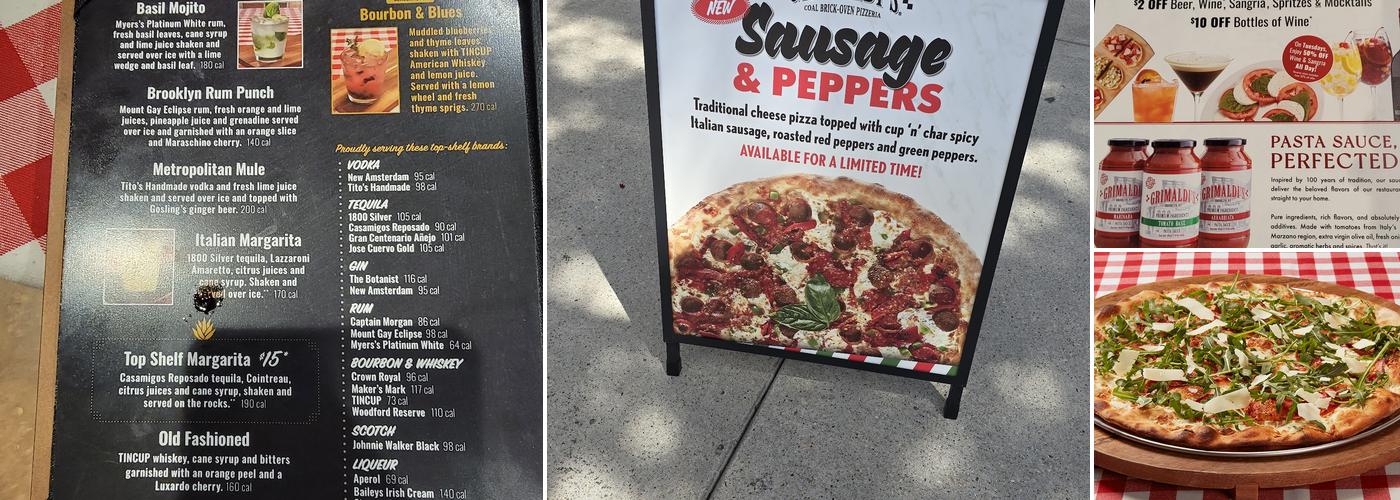 Basil Mojito
Myers's Platinum White rum,
fresh basil leaves, cane syrup
and lime juice shaken and
served over ice with a lime
wedge and basil leaf. 180 cal
Brooklyn Rum Punch
Mount Gay Eclipse rum, fresh orange and lime
juices, pineapple juice and grenadine served
over ice and garnished with an orange slice
and Maraschino cherry. 140 cal
Metropolitan Mule
Tito's Handmade vodka and fresh lime juice
shaken and served over ice and topped with
Gosling's ginger beer. 200 cal
Italian Margarita
1800 Silver tequila, Lazzaroni
Amaretto, citrus juices and
cane syrup. Shaken and
over ice.** 170 cal
Top Shelf Margarita $15*
Casamigos Reposado tequila, Cointreau,
citrus juices and cane syrup, shaken and
served on the rocks.** 190 cal
Old Fashioned
TINCUP whiskey, cane syrup and bitters
garnished with an orange peel and a
Luxardo cherry. 160 cal
Bourbon & Blues
Muddled blueberries
and thyme leaves
shaken with TINCUP
American Whiskey
and lemon juice.
Served with a lemon
wheel and fresh
thyme sprigs. 270 cal
Proudly serving these top-shelf brands:
VODKA
New Amsterdam 95 cal
Tito's Handmade 98 cal
TEQUILA
1800 Silver 105 cal
Casamigos Reposado 90 cal
Gran Centenario Añejo 101 cal
Jose Cuervo Gold 105 cal
GIN
The Botanist 116 cal
New Amsterdam 95 cal
RUM
Captain Morgan 86 cal
Mount Gay Eclipse 98 cal
Myers's Platinum White 64 cal
BOURBON & WHISKEY
Crown Royal 96 cal
Maker's Mark 117 cal
TINCUP 73 cal
Woodford Reserve 110 cal
SCOTCH
Johnnie Walker Black 98 cal
LIQUEUR
Aperol 69 cal
Baileys Irish Cream 140 cal
NEW
COAL BRICK-OVEN PIZZERIA
Sausage
& PEPPERS
Traditional cheese pizza topped with cup 'n' char spicy
Italian sausage, roasted red peppers and green peppers.
AVAILABLE FOR A LIMITED TIME!
$2 OFF Beer, Wine*, Sangria, Spritzes & Mocktails
$10 OFF Bottles of Wine*
On Tuesdays,
Enjoy 50% OFF
Wine & Sangria
All Day!
GRIMALDI'S
MARINARA
GRIMALDI'S
TOMATO BASIL
GRIMALDI'S
ARRABBIATA
PASTA SAUCE,
PERFECTED
Inspired by 100 years of tradition, our
deliver the beloved flavors of our
straight to your home.
Pure ingredients, rich flavors, and
additives. Made with tomatoes from Italy's
Marzano region, extra virgin olive oil, fresh
garlic, aromatic herbs and spices. That's it